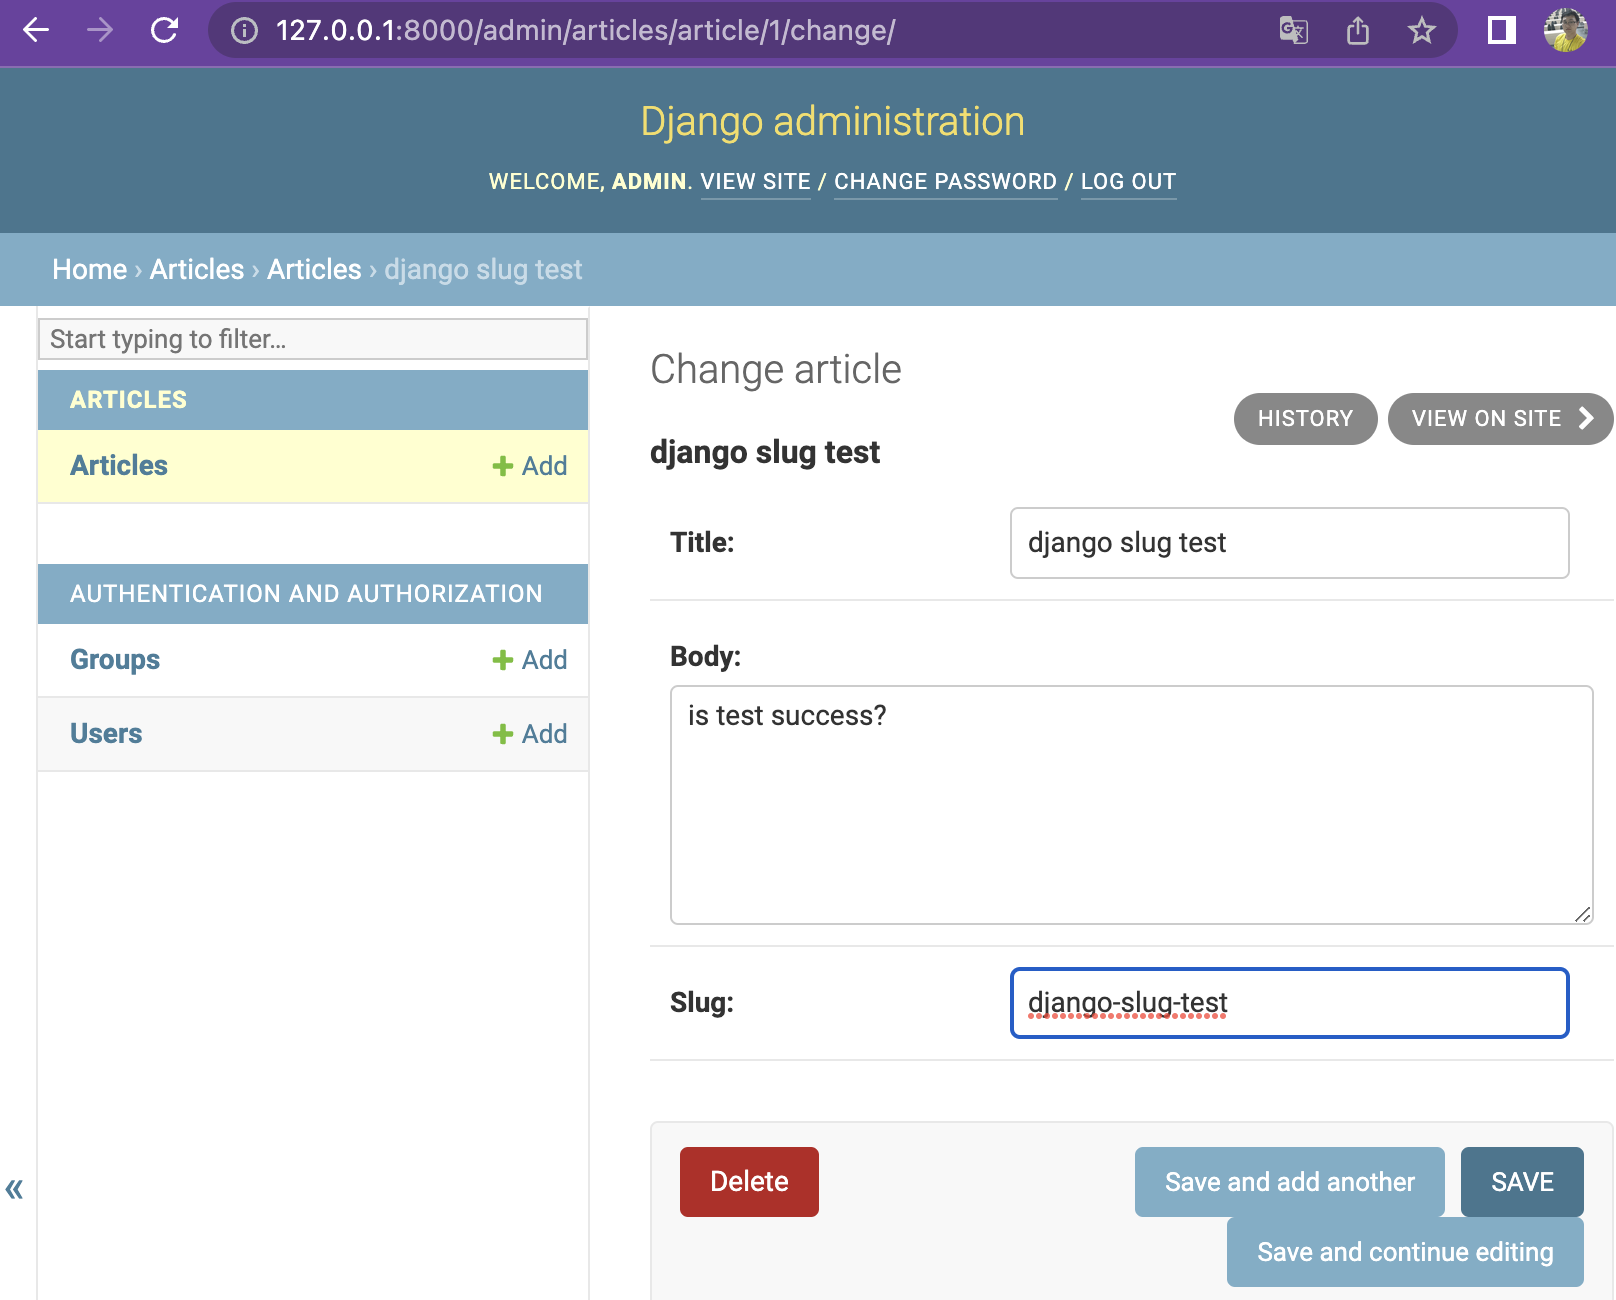 127.0.0.1:8000/admin/articles/article/1/change/
Django administration
WELCOME, ADMIN. VIEW SITE / CHANGE PASSWORD / LOG OUT
Home › Articles › Articles › django slug test
Start typing to filter...
ARTICLES
Articles + Add
AUTHENTICATION AND AUTHORIZATION
Groups + Add
Users + Add
«
Change article
HISTORY
VIEW ON SITE
django slug test
Title: django slug test
Body:
is test success?
Slug: django-slug-test
Delete
Save and add another
SAVE
Save and continue editing